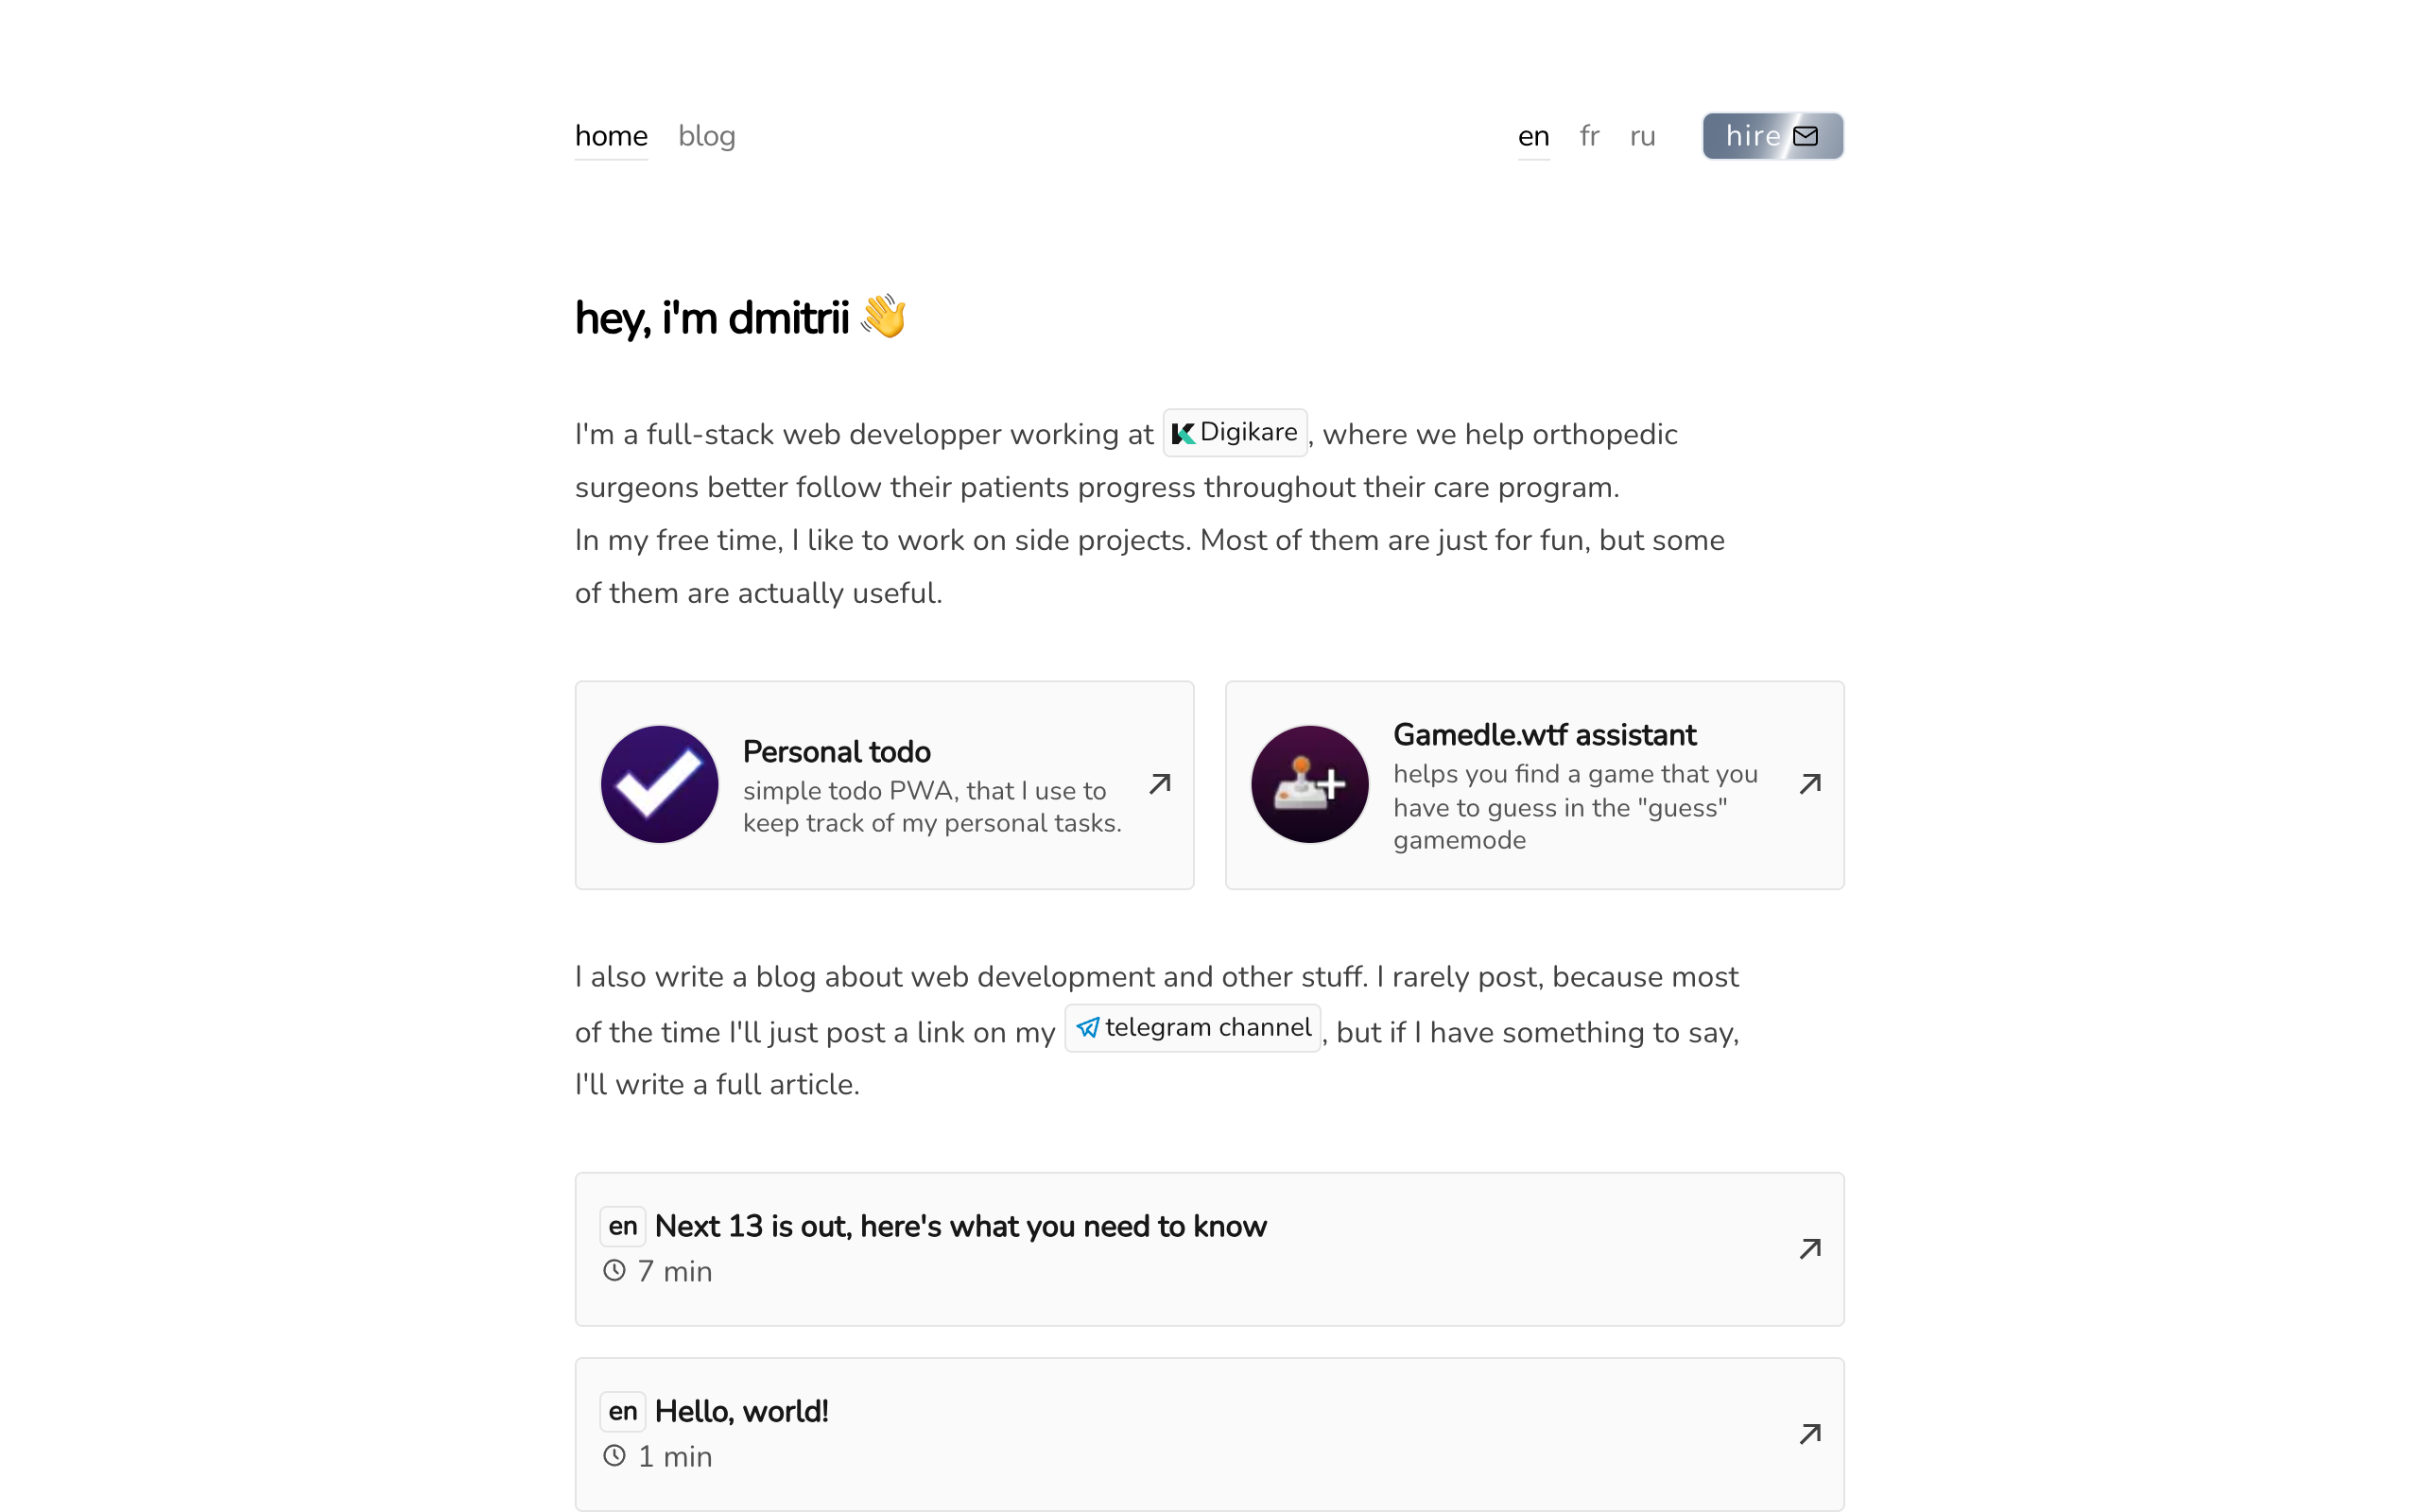 home blog en fr ru hire
hey, i'm dmitrii 👋
I'm a full-stack web developper working at Digikare, where we help orthopedic
surgeons better follow their patients progress throughout their care program.
In my free time, I like to work on side projects. Most of them are just for fun, but some
of them are actually useful.
Personal todo
simple todo PWA, that I use to
keep track of my personal tasks.
Gamedle.wtf assistant
helps you find a game that you
have to guess in the "guess"
gamemode
I also write a blog about web development and other stuff. I rarely post, because most
of the time I'll just post a link on my telegram channel, but if I have something to say,
I'll write a full article.
en Next 13 is out, here's what you need to know
7 min
en Hello, world!
1 min